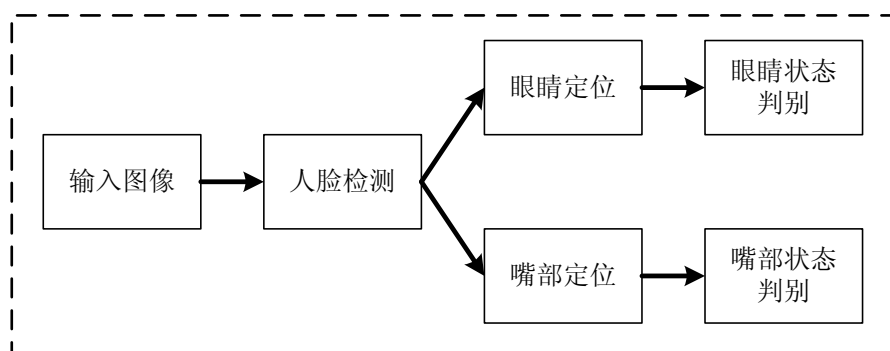 输入图像
人脸检测
眼睛定位
眼睛状态
判别
嘴部定位
嘴部状态
判别